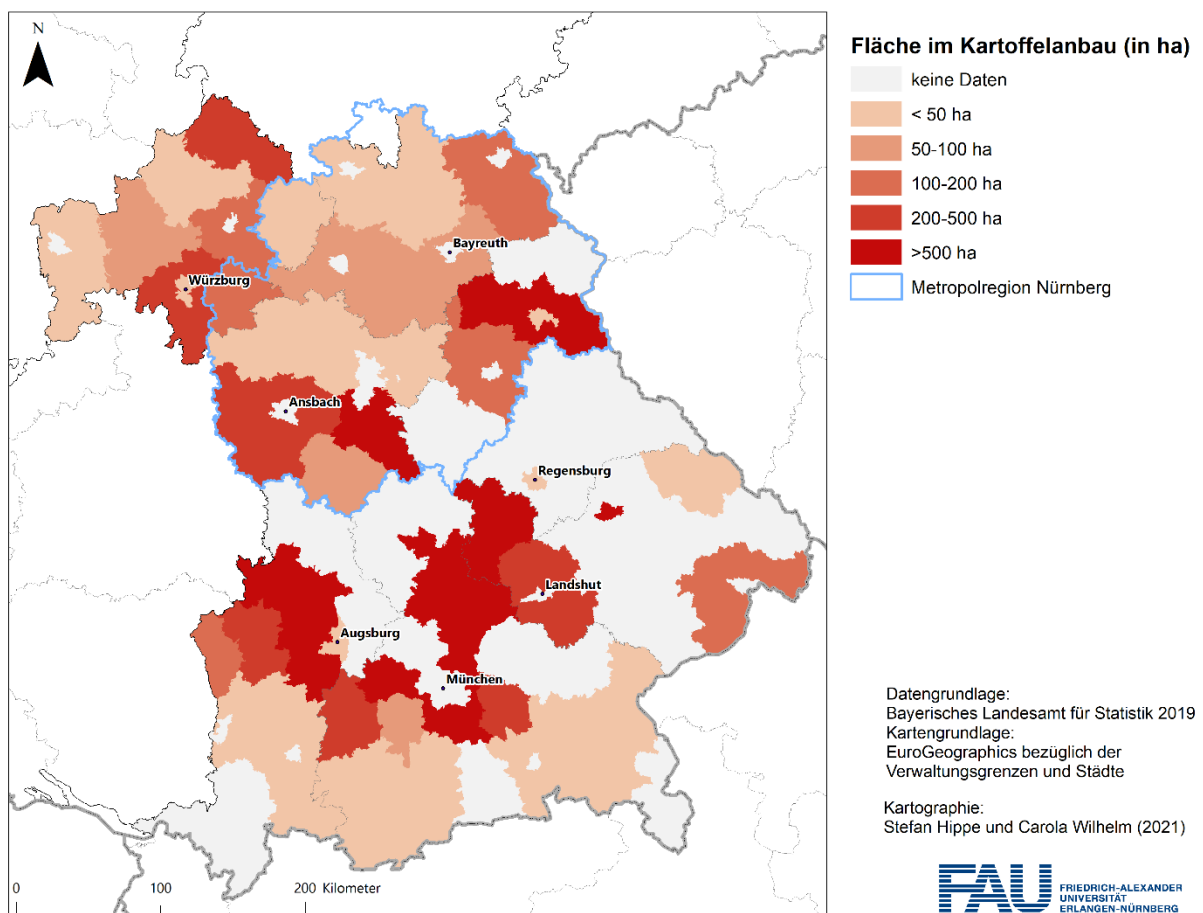 N
Fläche im Kartoffelanbau (in ha)
keine Daten
< 50 ha
50-100 ha
100-200 ha
200-500 ha
>500 ha
Metropolregion Nürnberg
Bayreuth
Würzburg
Ansbach
Regensburg
Landshut
Augsburg
München
Datengrundlage:
Bayerisches Landesamt für Statistik 2019
Kartengrundlage:
EuroGeographics bezüglich der
Verwaltungsgrenzen und Städte
Kartographie:
Stefan Hippe und Carola Wilhelm (2021)
0 100 200 Kilometer
FAU
FRIEDRICH-ALEXANDER
UNIVERSITÄT
ERLANGEN-NÜRNBERG